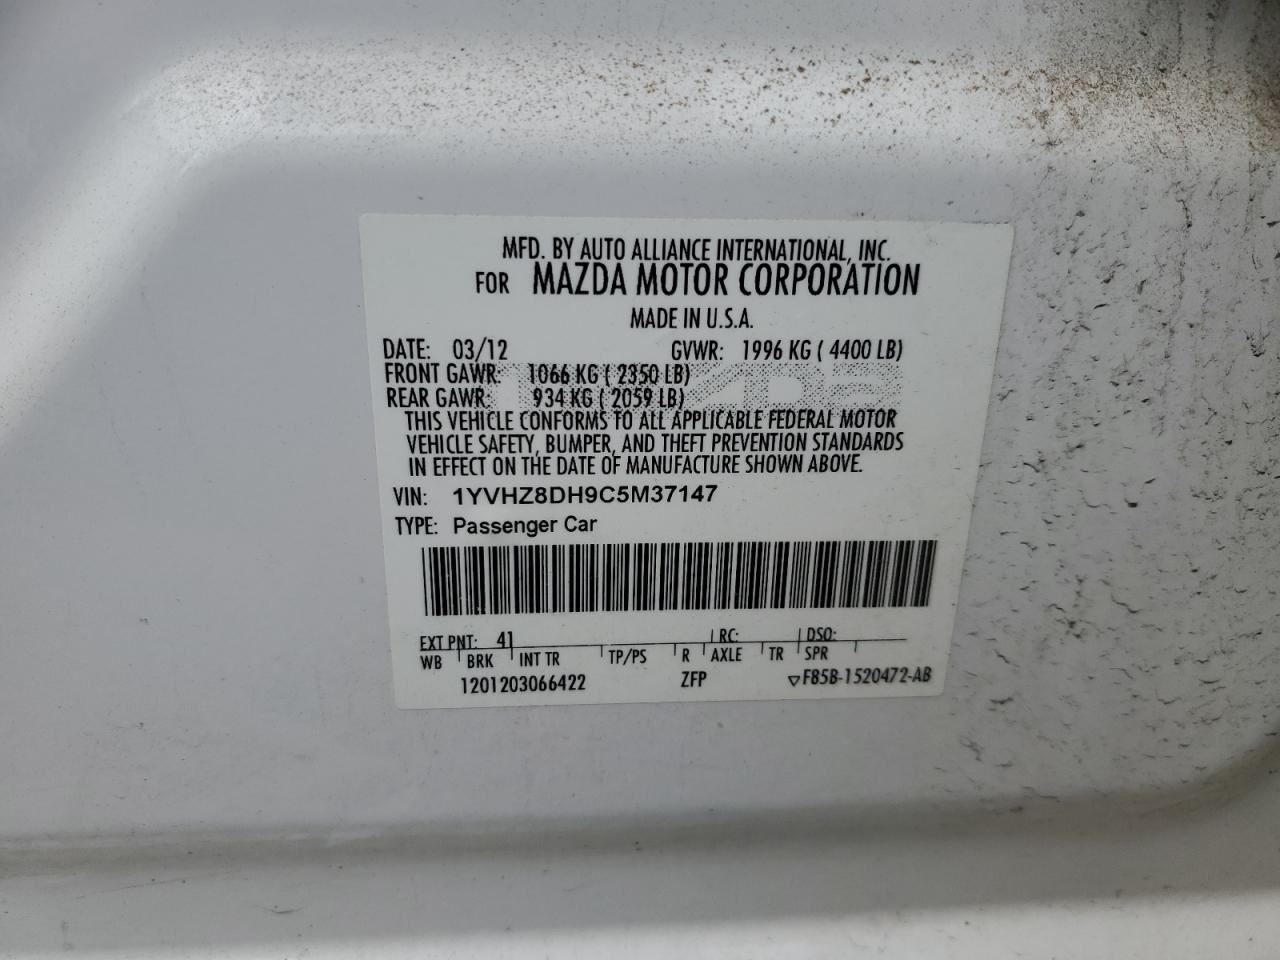 MFD. BY AUTO ALLIANCE INTERNATIONAL, INC.
FOR MAZDA MOTOR CORPORATION
MADE IN U.S.A.
DATE: 03/12 GVWR: 1996 KG ( 4400 LB)
FRONT GAWR: 1066 KG ( 2350 LB)
REAR GAWR: 934 KG ( 2059 LB)
THIS VEHICLE CONFORMS TO ALL APPLICABLE FEDERAL MOTOR
VEHICLE SAFETY, BUMPER, AND THEFT PREVENTION STANDARDS
IN EFFECT ON THE DATE OF MANUFACTURE SHOWN ABOVE.
VIN: 1YVHZ8DH9C5M37147
TYPE: Passenger Car
EXT PNT: 41 RC: DSO:
WB BRK INT TR TP/PS R AXLE TR SPR
1201203066422 ZFP ▽F85B-1520472-AB